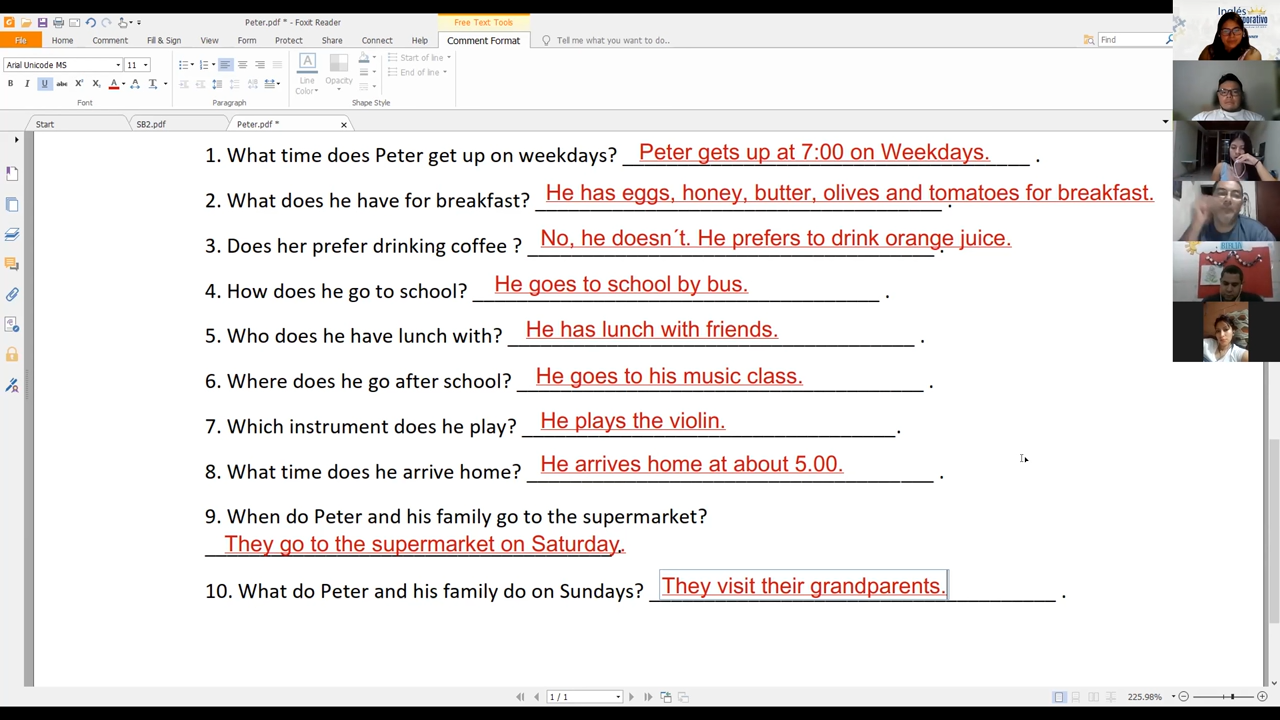 Peter.pdf * - Foxit Reader
Free Text Tools
File Home Comment Fill & Sign View Form Protect Share Connect Help Comment Format Tell me what you want to do.. Find
Arial Unicode MS 11
Line Color Opacity
Start of line
End of line
Font Paragraph Shape Style
Start SB2.pdf Peter.pdf *
1. What time does Peter get up on weekdays? Peter gets up at 7:00 on Weekdays. .
2. What does he have for breakfast? He has eggs, honey, butter, olives and tomatoes for breakfast. .
3. Does her prefer drinking coffee ? No, he doesn´t. He prefers to drink orange juice. .
4. How does he go to school? He goes to school by bus. .
5. Who does he have lunch with? He has lunch with friends. .
6. Where does he go after school? He goes to his music class. .
7. Which instrument does he play? He plays the violin. .
8. What time does he arrive home? He arrives home at about 5.00. .
9. When do Peter and his family go to the supermarket?
They go to the supermarket on Saturday. .
10. What do Peter and his family do on Sundays? They visit their grandparents. .
1 / 1
225.98%
Inglés